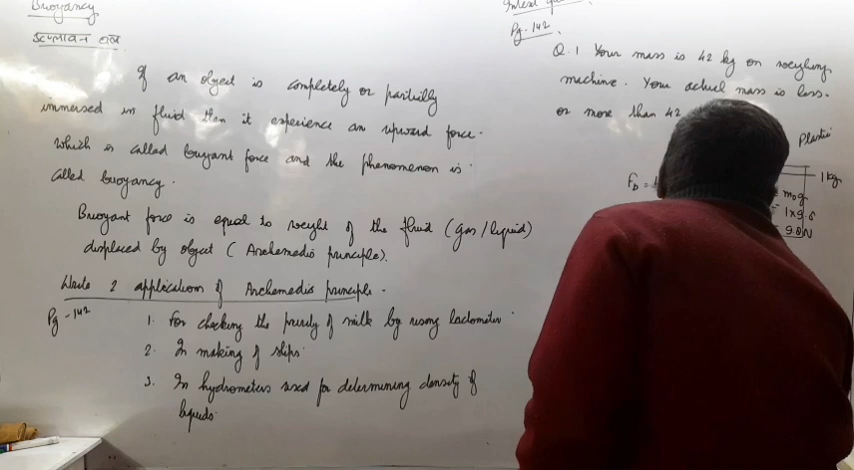 Buoyancy
उत्प्लावन बल
If an object is completely or partially
immersed in fluid then it experience an upward force.
which is called buoyant force and the phenomenon is
called buoyancy.
Buoyant force is equal to weight of the fluid (gas/liquid)
displaced by object (Archemedis principle).
Write 2 application of Archemedis principle.
Pg-142
1. For checking the purity of milk by using lactometer
2. In making of ships
3. In hydrometers used for determining density of
liquids
Intext
Pg-142.
Q.1 Your mass is 42 kg on weighing
machine. Your actual mass is less.
or more than 42
Plastic
1 kg
Fb =
= mog
= 1x9.8
= 9.8N